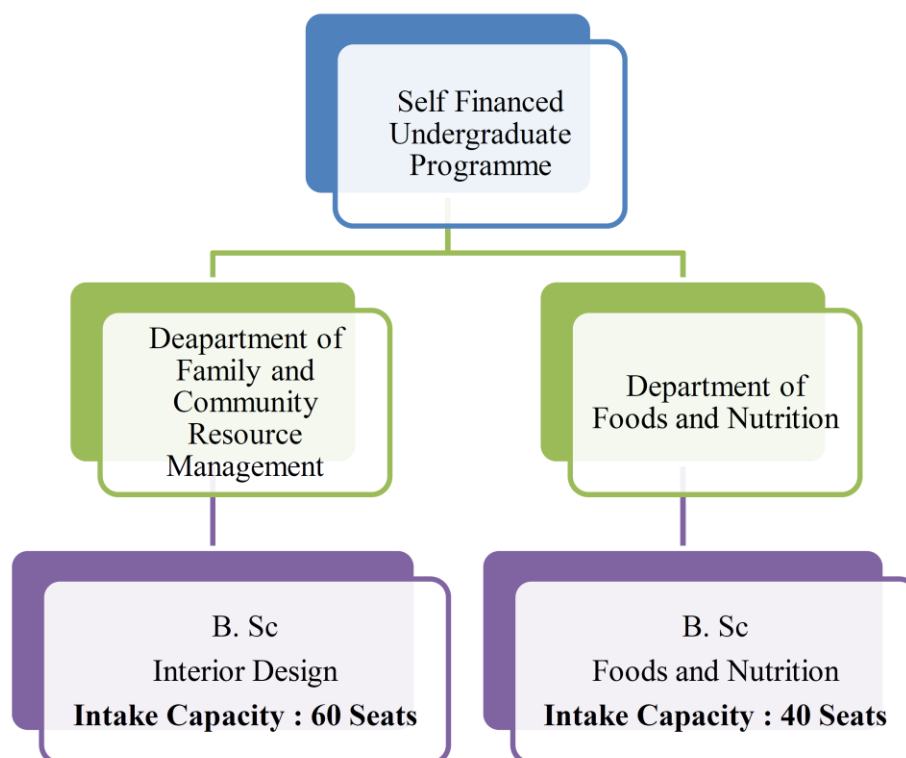 Self Financed
Undergraduate
Programme
Deapartment of
Family and
Community
Resource
Management
Department of
Foods and Nutrition
B. Sc
Interior Design
Intake Capacity : 60 Seats
B. Sc
Foods and Nutrition
Intake Capacity : 40 Seats